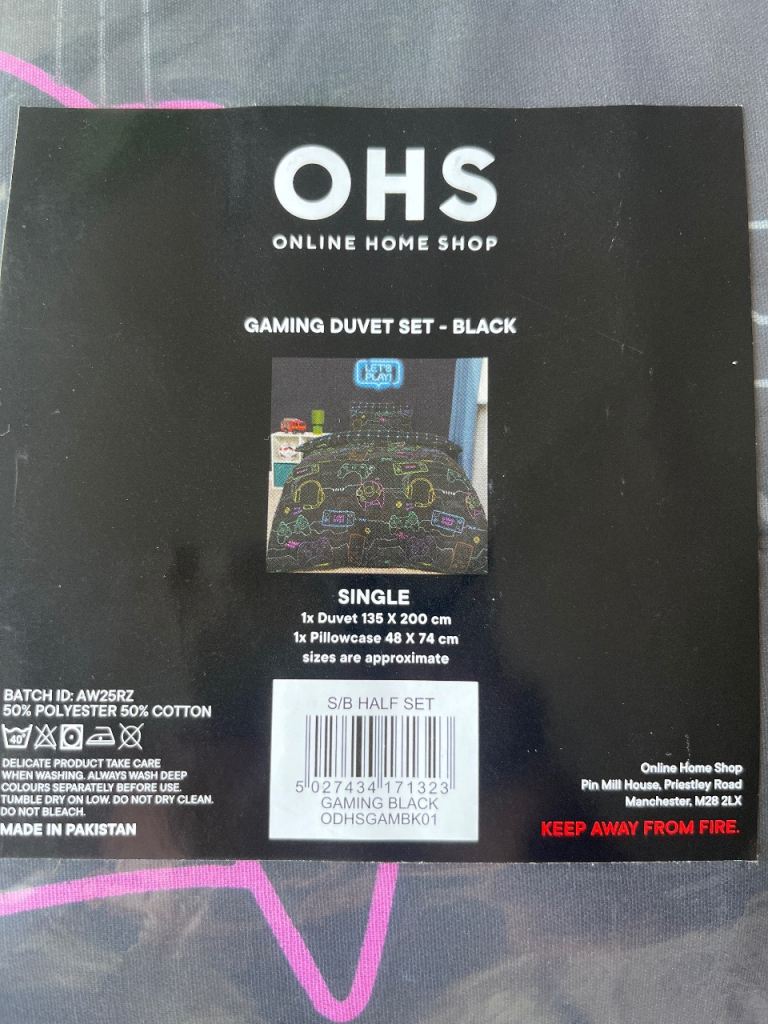 OHS
ONLINE HOME SHOP
GAMING DUVET SET - BLACK
LET'S
PLAY!
SINGLE
1x Duvet 135 X 200 cm
1x Pillowcase 48 X 74 cm
sizes are approximate
BATCH ID: AW25RZ
50% POLYESTER 50% COTTON
40°
DELICATE PRODUCT TAKE CARE
WHEN WASHING. ALWAYS WASH DEEP
COLOURS SEPARATELY BEFORE USE.
TUMBLE DRY ON LOW. DO NOT DRY CLEAN.
DO NOT BLEACH.
MADE IN PAKISTAN
S/B HALF SET
5 027434 171323
GAMING BLACK
ODHSGAMBK01
Online Home Shop
Pin Mill House, Priestley Road
Manchester, M28 2LX
KEEP AWAY FROM FIRE.